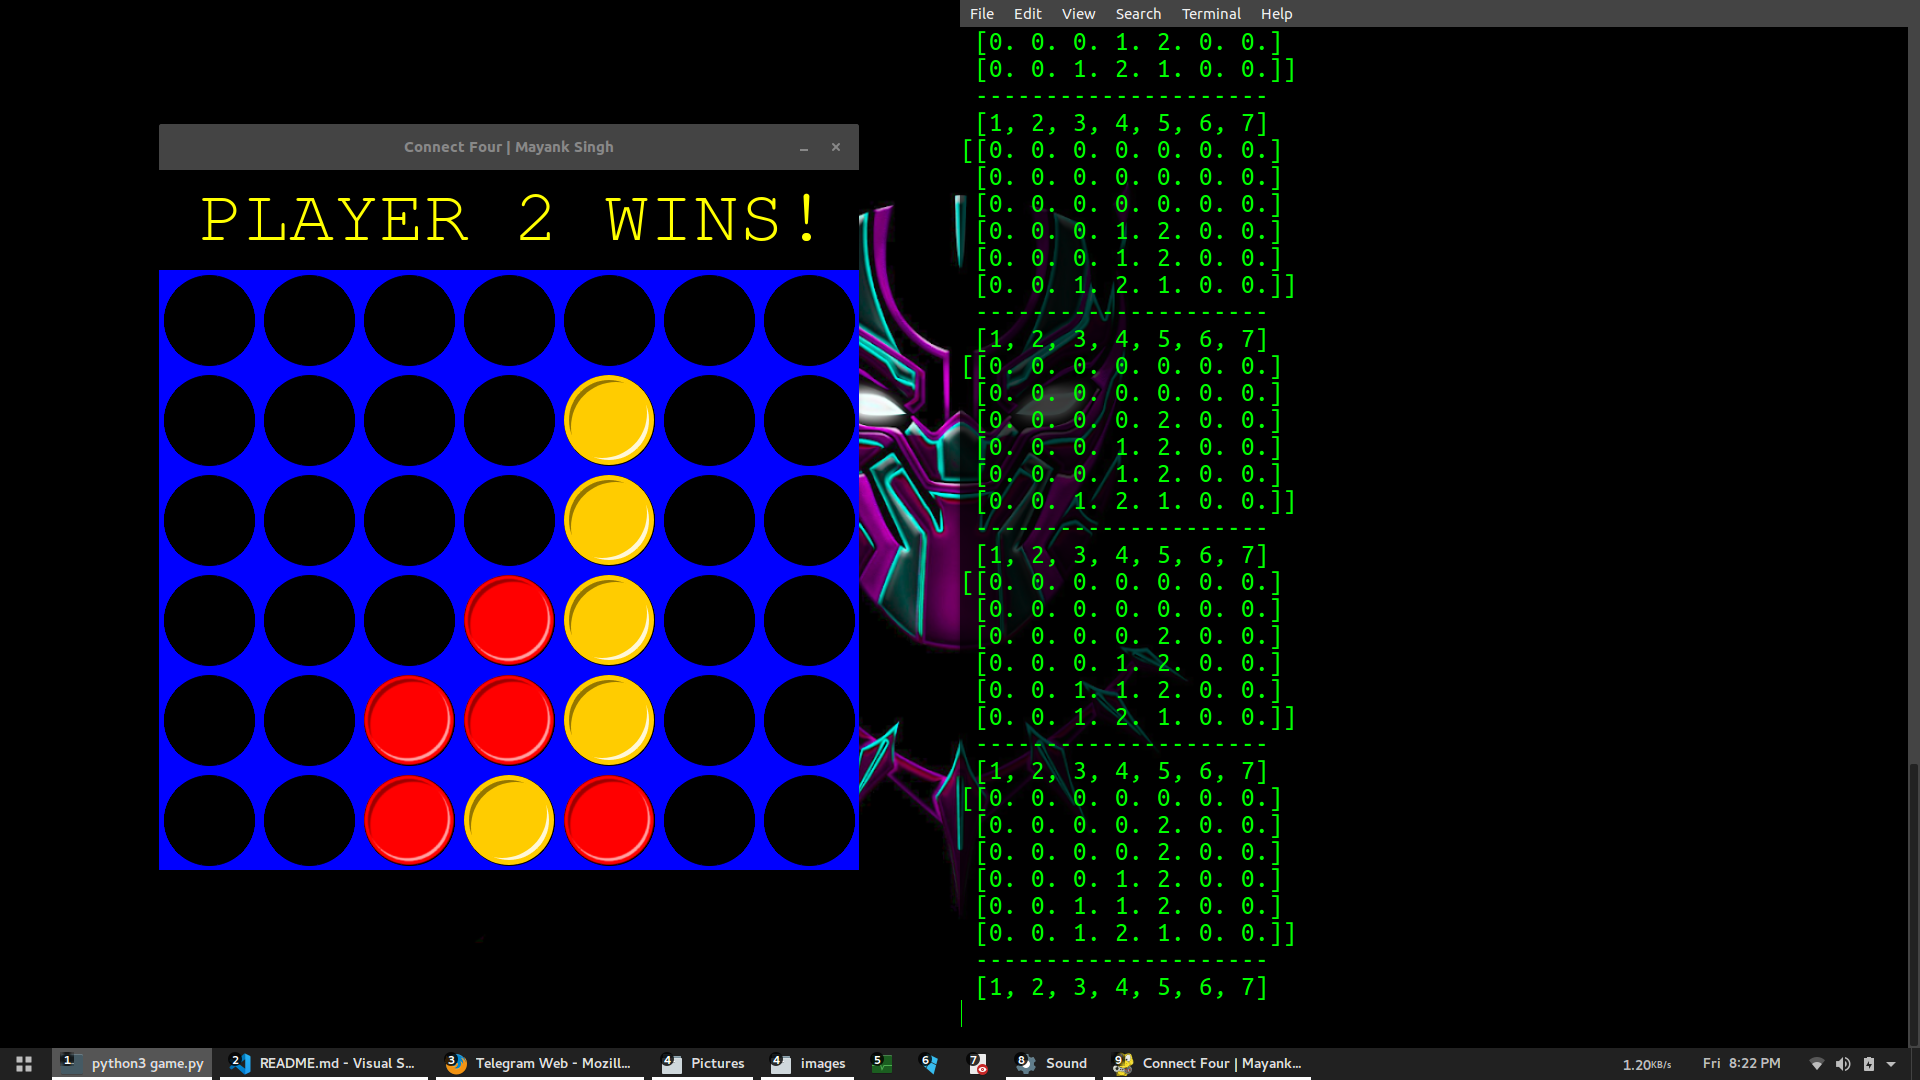 Connect Four | Mayank Singh
PLAYER 2 WINS!
File Edit View Search Terminal Help
[0. 0. 0. 1. 2. 0. 0.]
[0. 0. 1. 2. 1. 0. 0.]]
---------------------
[1, 2, 3, 4, 5, 6, 7]
[[0. 0. 0. 0. 0. 0. 0.]
[0. 0. 0. 0. 0. 0. 0.]
[0. 0. 0. 0. 0. 0. 0.]
[0. 0. 0. 1. 2. 0. 0.]
[0. 0. 0. 1. 2. 0. 0.]
[0. 0. 1. 2. 1. 0. 0.]]
---------------------
[1, 2, 3, 4, 5, 6, 7]
[[0. 0. 0. 0. 0. 0. 0.]
[0. 0. 0. 0. 0. 0. 0.]
[0. 0. 0. 0. 2. 0. 0.]
[0. 0. 0. 1. 2. 0. 0.]
[0. 0. 0. 1. 2. 0. 0.]
[0. 0. 1. 2. 1. 0. 0.]]
---------------------
[1, 2, 3, 4, 5, 6, 7]
[[0. 0. 0. 0. 0. 0. 0.]
[0. 0. 0. 0. 0. 0. 0.]
[0. 0. 0. 0. 2. 0. 0.]
[0. 0. 0. 1. 2. 0. 0.]
[0. 0. 1. 1. 2. 0. 0.]
[0. 0. 1. 2. 1. 0. 0.]]
---------------------
[1, 2, 3, 4, 5, 6, 7]
[[0. 0. 0. 0. 0. 0. 0.]
[0. 0. 0. 0. 2. 0. 0.]
[0. 0. 0. 0. 2. 0. 0.]
[0. 0. 0. 1. 2. 0. 0.]
[0. 0. 1. 1. 2. 0. 0.]
[0. 0. 1. 2. 1. 0. 0.]]
---------------------
[1, 2, 3, 4, 5, 6, 7]
1 python3 game.py 2 README.md - Visual S... 3 Telegram Web - Mozill... 4 Pictures 4 images 5 6 7 8 Sound 9 Connect Four | Mayank... 1.20KB/s Fri 8:22 PM